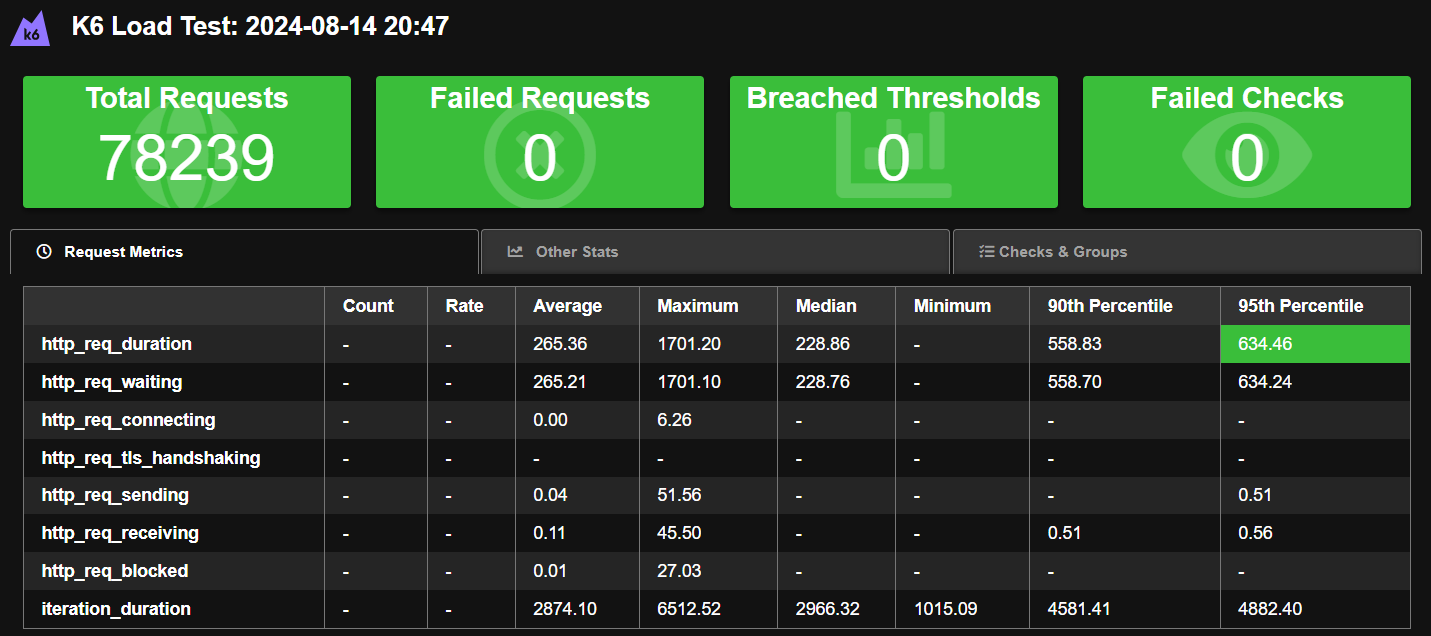 k6 K6 Load Test: 2024-08-14 20:47
Total Requests Failed Requests Breached Thresholds Failed Checks
78239 0 0 0
Request Metrics Other Stats Checks & Groups
Count Rate Average Maximum Median Minimum 90th Percentile 95th Percentile
http_req_duration - - 265.36 1701.20 228.86 - 558.83 634.46
http_req_waiting - - 265.21 1701.10 228.76 - 558.70 634.24
http_req_connecting - - 0.00 6.26 - - - -
http_req_tls_handshaking - - - - - - - -
http_req_sending - - 0.04 51.56 - - - 0.51
http_req_receiving - - 0.11 45.50 - - 0.51 0.56
http_req_blocked - - 0.01 27.03 - - - -
iteration_duration - - 2874.10 6512.52 2966.32 1015.09 4581.41 4882.40